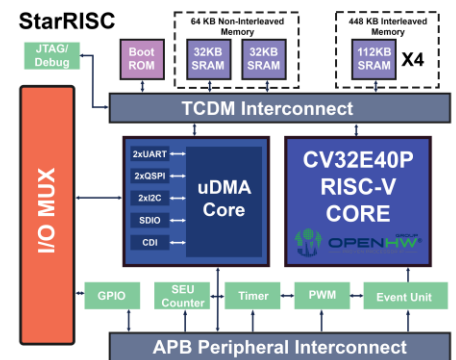 StarRISC
JTAG/
Debug
Boot
ROM
64 KB Non-Interleaved
Memory
32KB
SRAM
32KB
SRAM
448 KB Interleaved
Memory
112KB
SRAM
X4
TCDM Interconnect
I/O MUX
2xUART
2xQSPI
2xI2C
SDIO
CDI
uDMA
Core
CV32E40P
RISC-V
CORE
OPENHW
GROUP
GPIO
SEU
Counter
Timer
PWM
Event Unit
APB Peripheral Interconnect